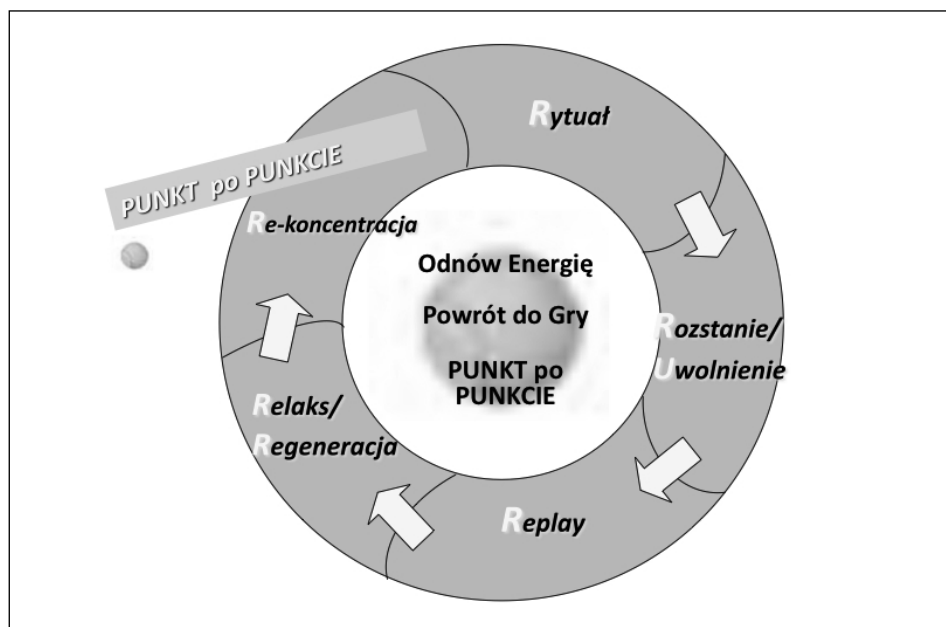 Rytuał
PUNKT po PUNKCIE
Re-koncentracja
Odnów Energię
Powrót do Gry
PUNKT po
PUNKCIE
Rozstanie/
Uwolnienie
Relaks/
Regeneracja
Replay